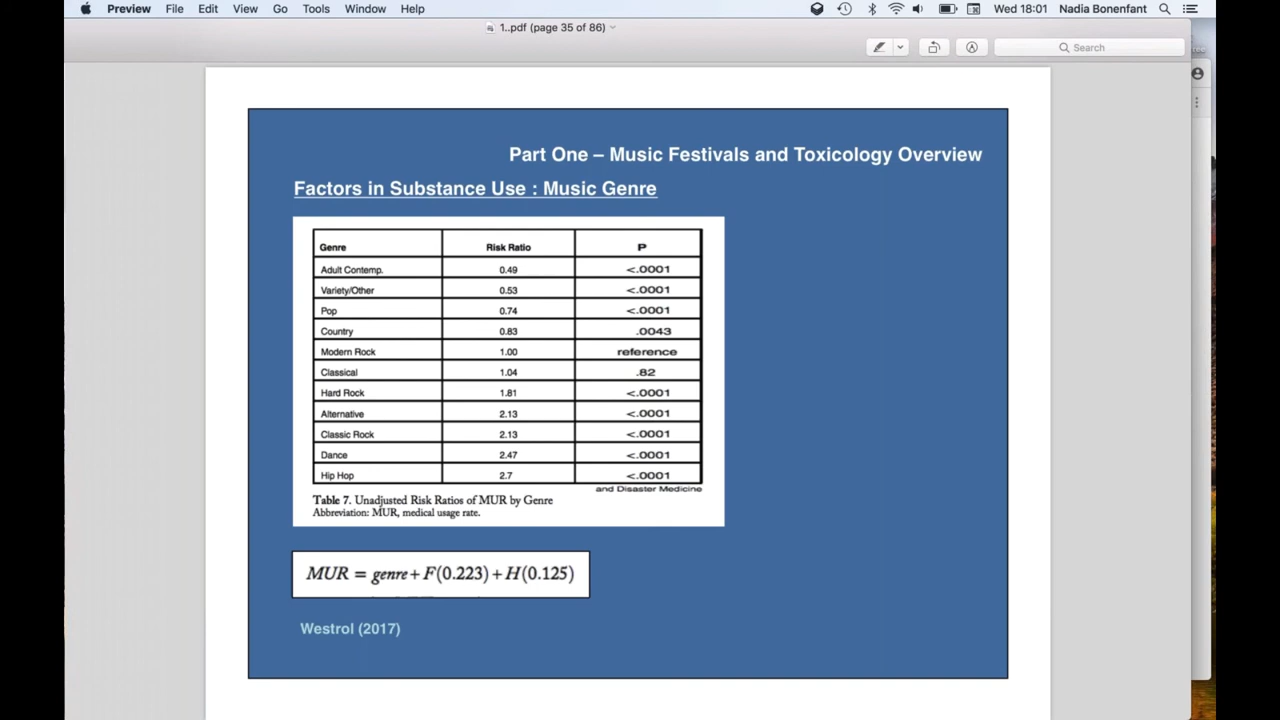 Preview File Edit View Go Tools Window Help Wed 18:01 Nadia Bonenfant
1..pdf (page 35 of 86)
Search
Part One – Music Festivals and Toxicology Overview
Factors in Substance Use : Music Genre
Genre Risk Ratio P
Adult Contemp. 0.49 <.0001
Variety/Other 0.53 <.0001
Pop 0.74 <.0001
Country 0.83 .0043
Modern Rock 1.00 reference
Classical 1.04 .82
Hard Rock 1.81 <.0001
Alternative 2.13 <.0001
Classic Rock 2.13 <.0001
Dance 2.47 <.0001
Hip Hop 2.7 <.0001
and Disaster Medicine
Table 7. Unadjusted Risk Ratios of MUR by Genre
Abbreviation: MUR, medical usage rate.
MUR = genre + F(0.223) + H(0.125)
Westrol (2017)